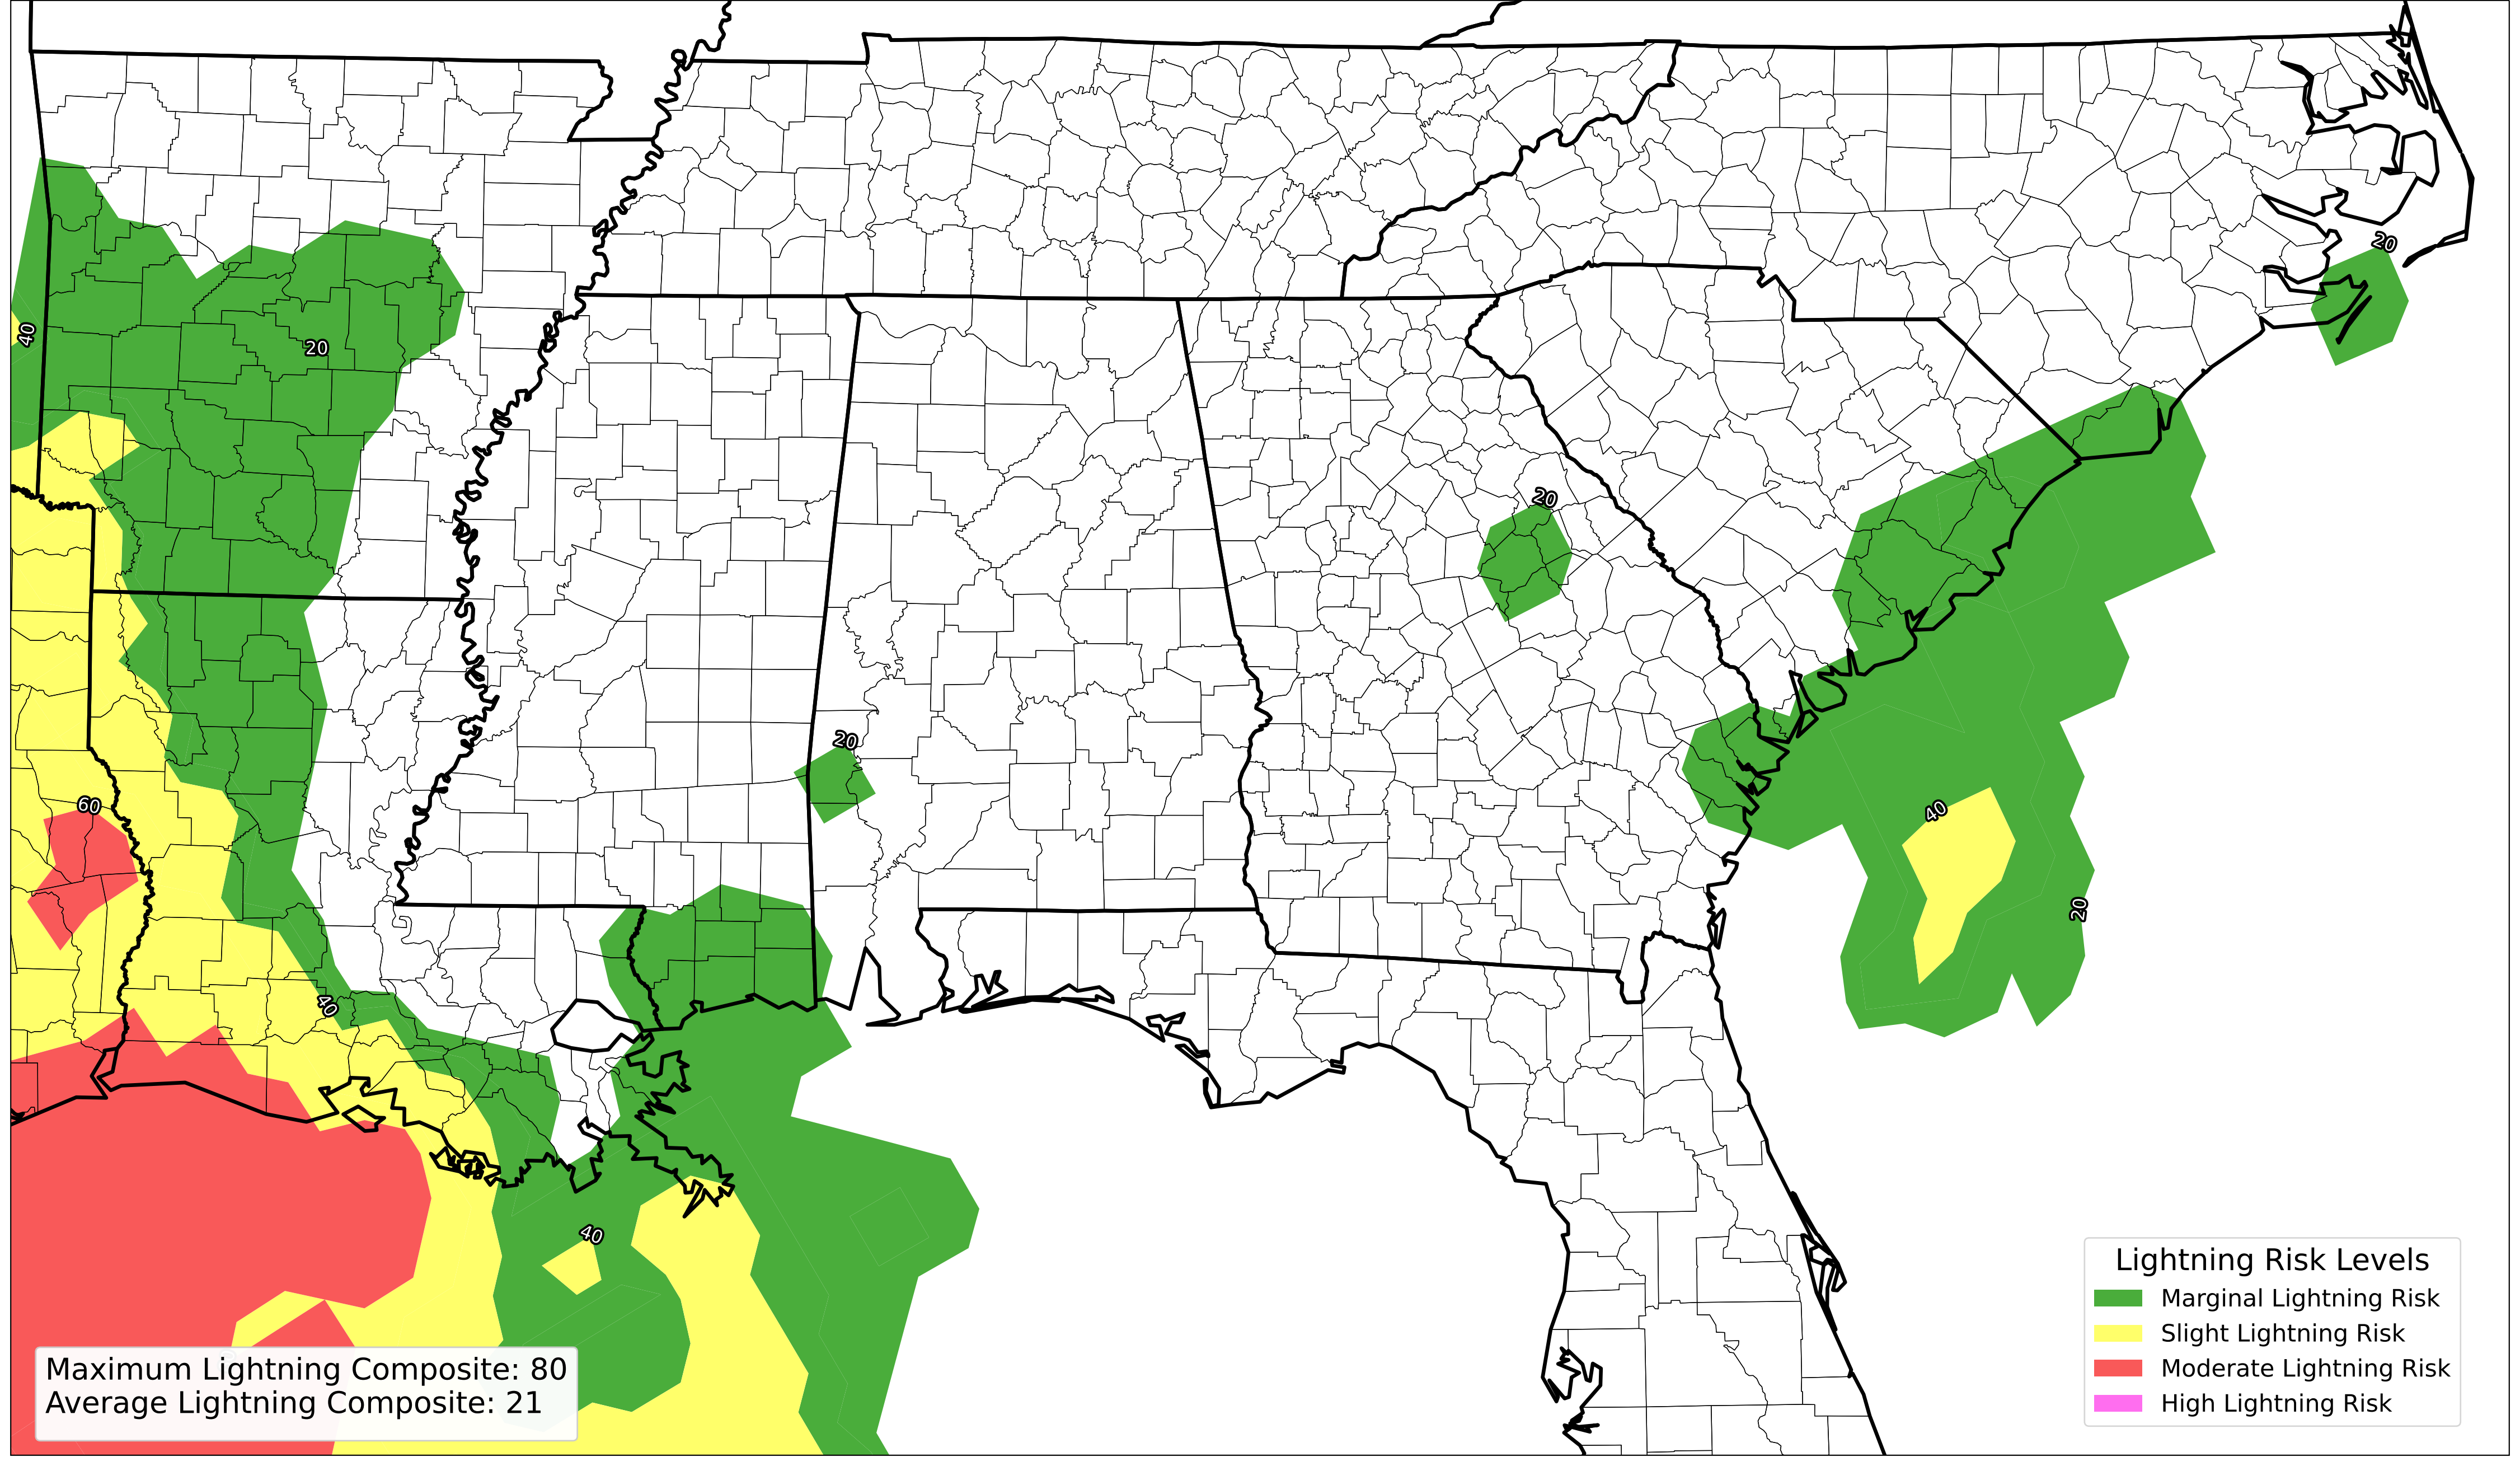 20
40
20
20
20
60
40
20
40
40
Lightning Risk Levels
Marginal Lightning Risk
Slight Lightning Risk
Moderate Lightning Risk
High Lightning Risk
Maximum Lightning Composite: 80
Average Lightning Composite: 21